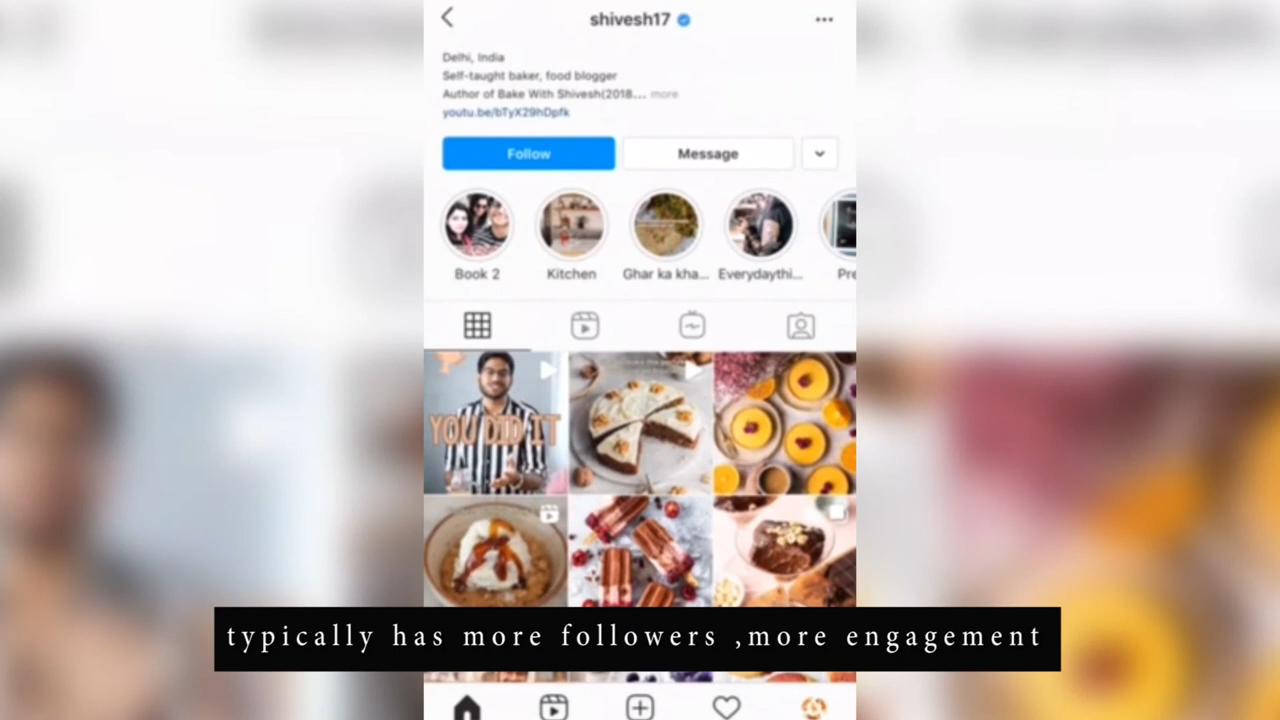 shivesh17
Delhi, India
Self-taught baker, food blogger
Author of Bake With Shivesh(2018... more
youtu.be/bTyX29hDpfk
Follow
Message
Book 2
Kitchen
Ghar ka kha...
Everydaythi...
Pre
YOU DID IT
typically has more followers ,more engagement